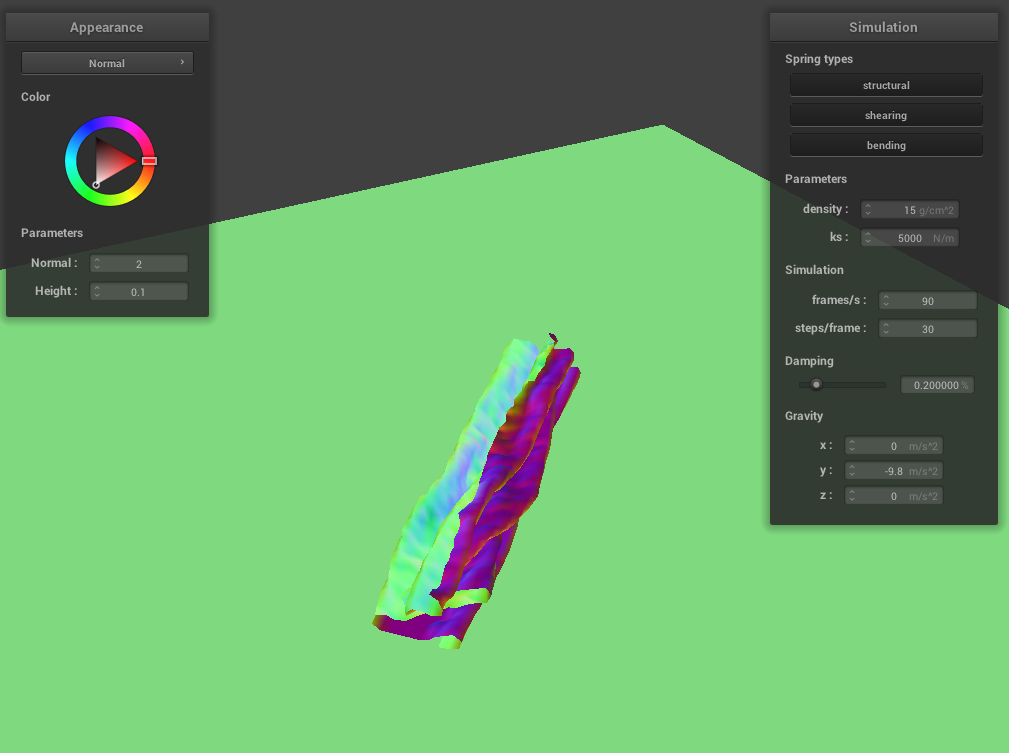 Appearance
Normal
Color
Parameters
Normal :
2
Height :
0.1
Simulation
Spring types
structural
shearing
bending
Parameters
density :
15 g/cm^2
ks :
5000 N/m
Simulation
frames/s :
90
steps/frame :
30
Damping
0.200000 %
Gravity
x :
0 m/s^2
y :
-9.8 m/s^2
z :
0 m/s^2